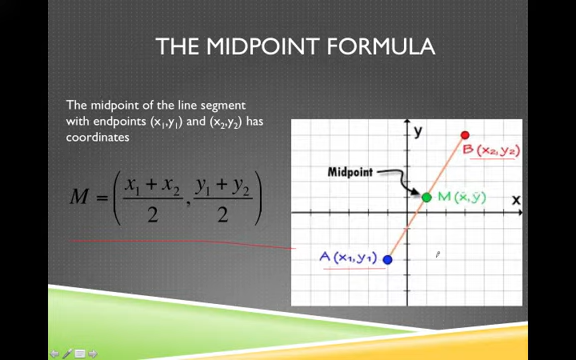 THE MIDPOINT FORMULA
The midpoint of the line segment
with endpoints (x₁,y₁) and (x₂,y₂) has
coordinates
M = ( (x₁ + x₂)/2 , (y₁ + y₂)/2 )
y
B (x₂,y₂)
Midpoint
M (x̄,ȳ)
x
A (x₁,y₁)